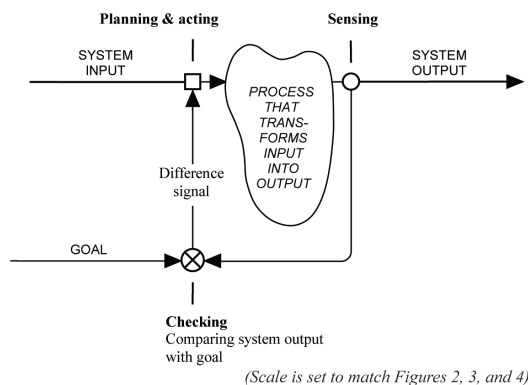 Planning & acting
Sensing
SYSTEM
INPUT
SYSTEM
OUTPUT
PROCESS
THAT
TRANS-
FORMS
INPUT
INTO
OUTPUT
Difference
signal
GOAL
Checking
Comparing system output
with goal
(Scale is set to match Figures 2, 3, and 4)